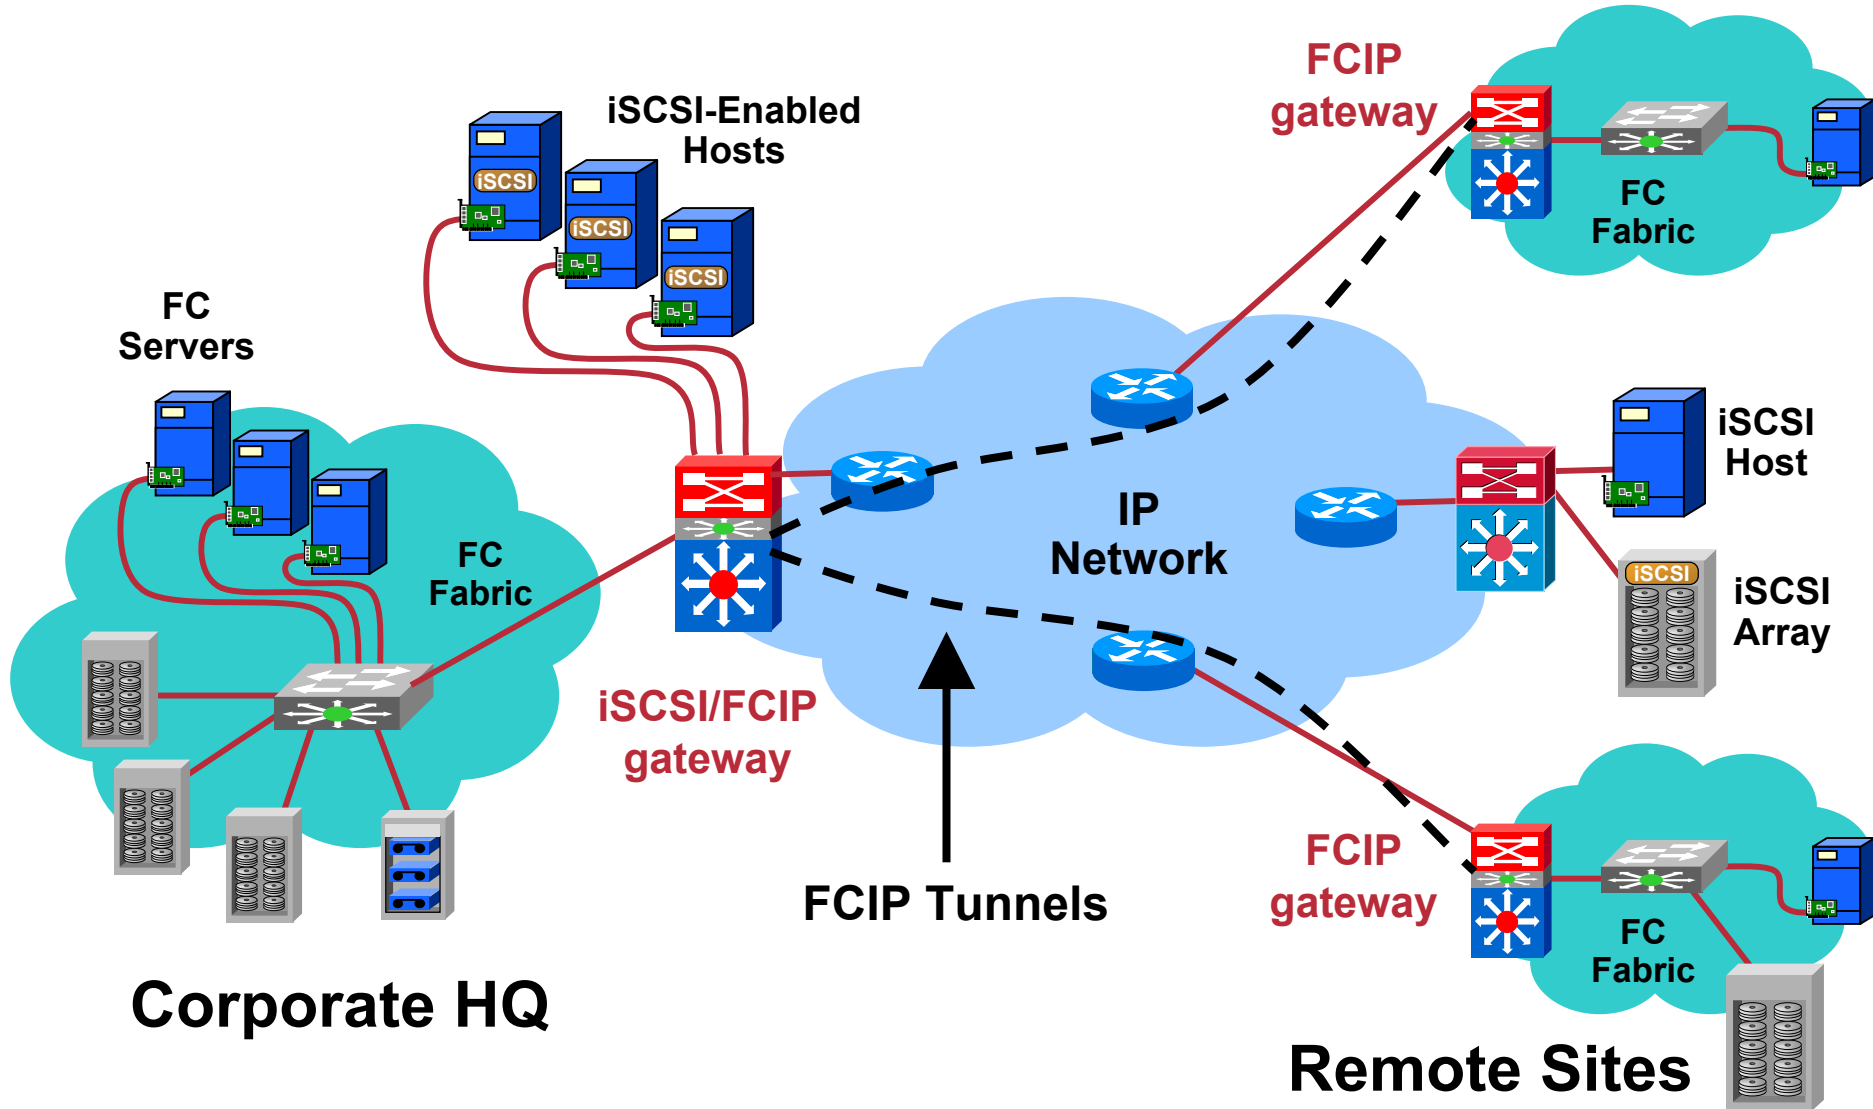 FCIP
gateway
iSCSI-Enabled
Hosts
iSCSI
iSCSI
iSCSI
FC
Fabric
FC
Servers
iSCSI
Host
IP
Network
FC
Fabric
iSCSI
iSCSI
Array
iSCSI/FCIP
gateway
FCIP
gateway
FCIP Tunnels
FC
Fabric
Corporate HQ
Remote Sites